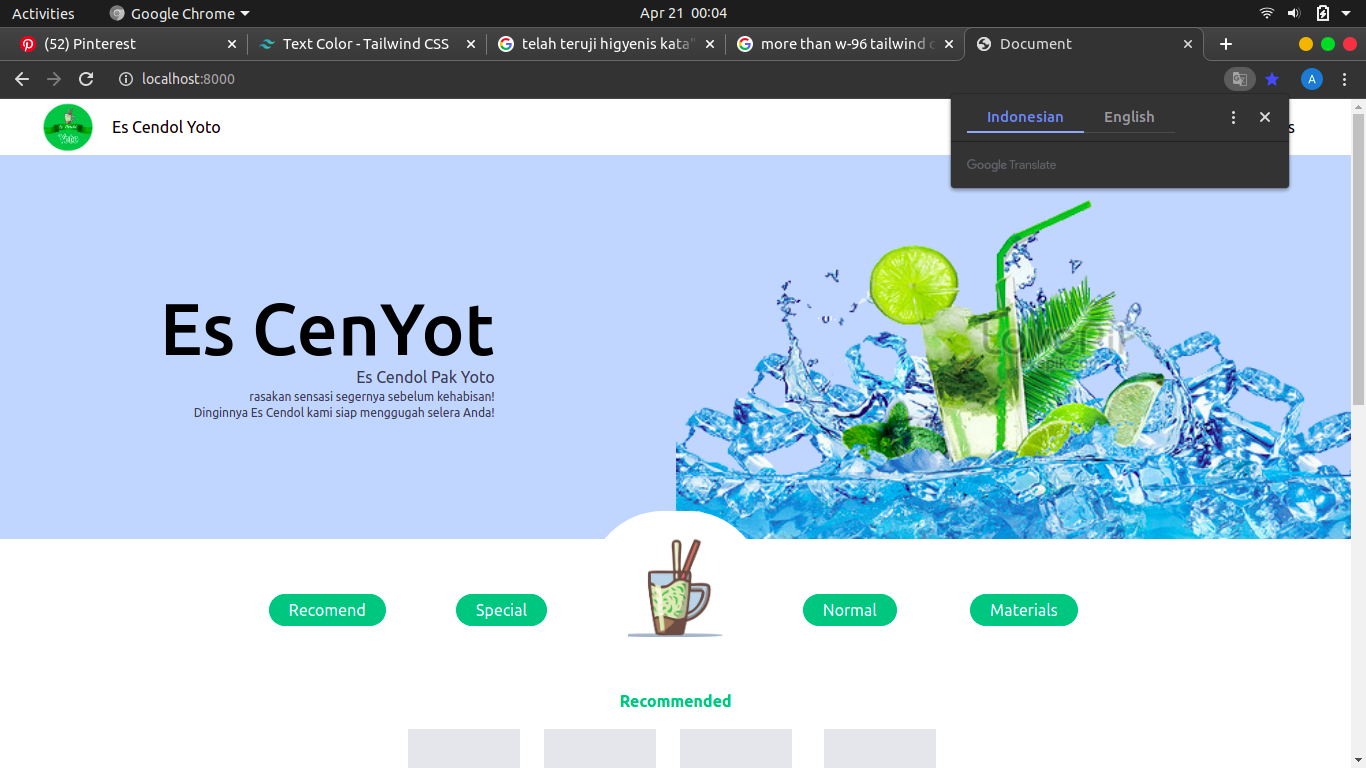 Activities
Google Chrome
Apr 21 00:04
(52) Pinterest
Text Color - Tailwind CSS
telah teruji higyenis kata"
more than w-96 tailwind
Document
localhost:8000
A
Es Cendol Yoto
Indonesian
English
Google Translate
Es CenYot
Es Cendol Pak Yoto
rasakan sensasi segernya sebelum kehabisan!
Dinginnya Es Cendol kami siap menggugah selera Anda!
Recomend
Special
Normal
Materials
Recommended